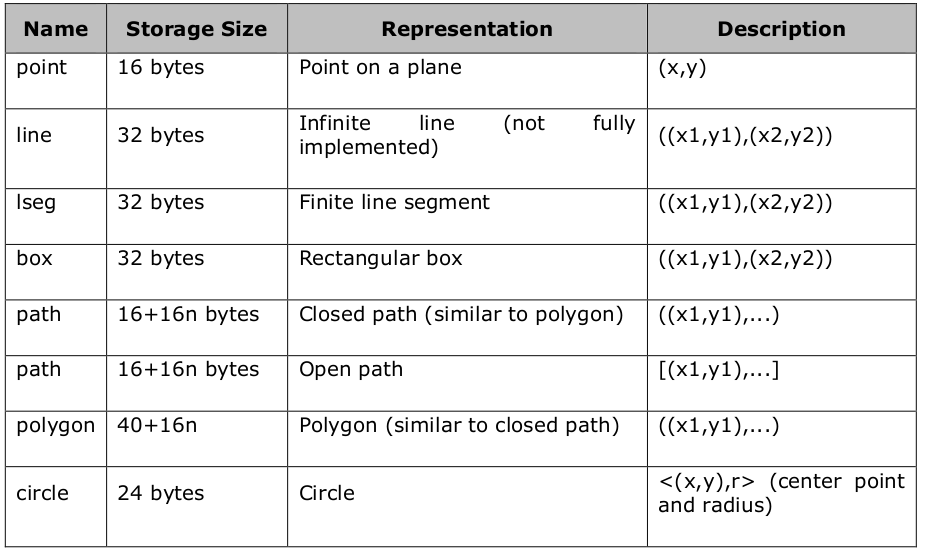 Name Storage Size Representation Description
point 16 bytes Point on a plane (x,y)
line 32 bytes Infinite line (not fully
implemented) ((x1,y1),(x2,y2))
lseg 32 bytes Finite line segment ((x1,y1),(x2,y2))
box 32 bytes Rectangular box ((x1,y1),(x2,y2))
path 16+16n bytes Closed path (similar to polygon) ((x1,y1),...)
path 16+16n bytes Open path [(x1,y1),...]
polygon 40+16n Polygon (similar to closed path) ((x1,y1),...)
circle 24 bytes Circle <(x,y),r> (center point
and radius)